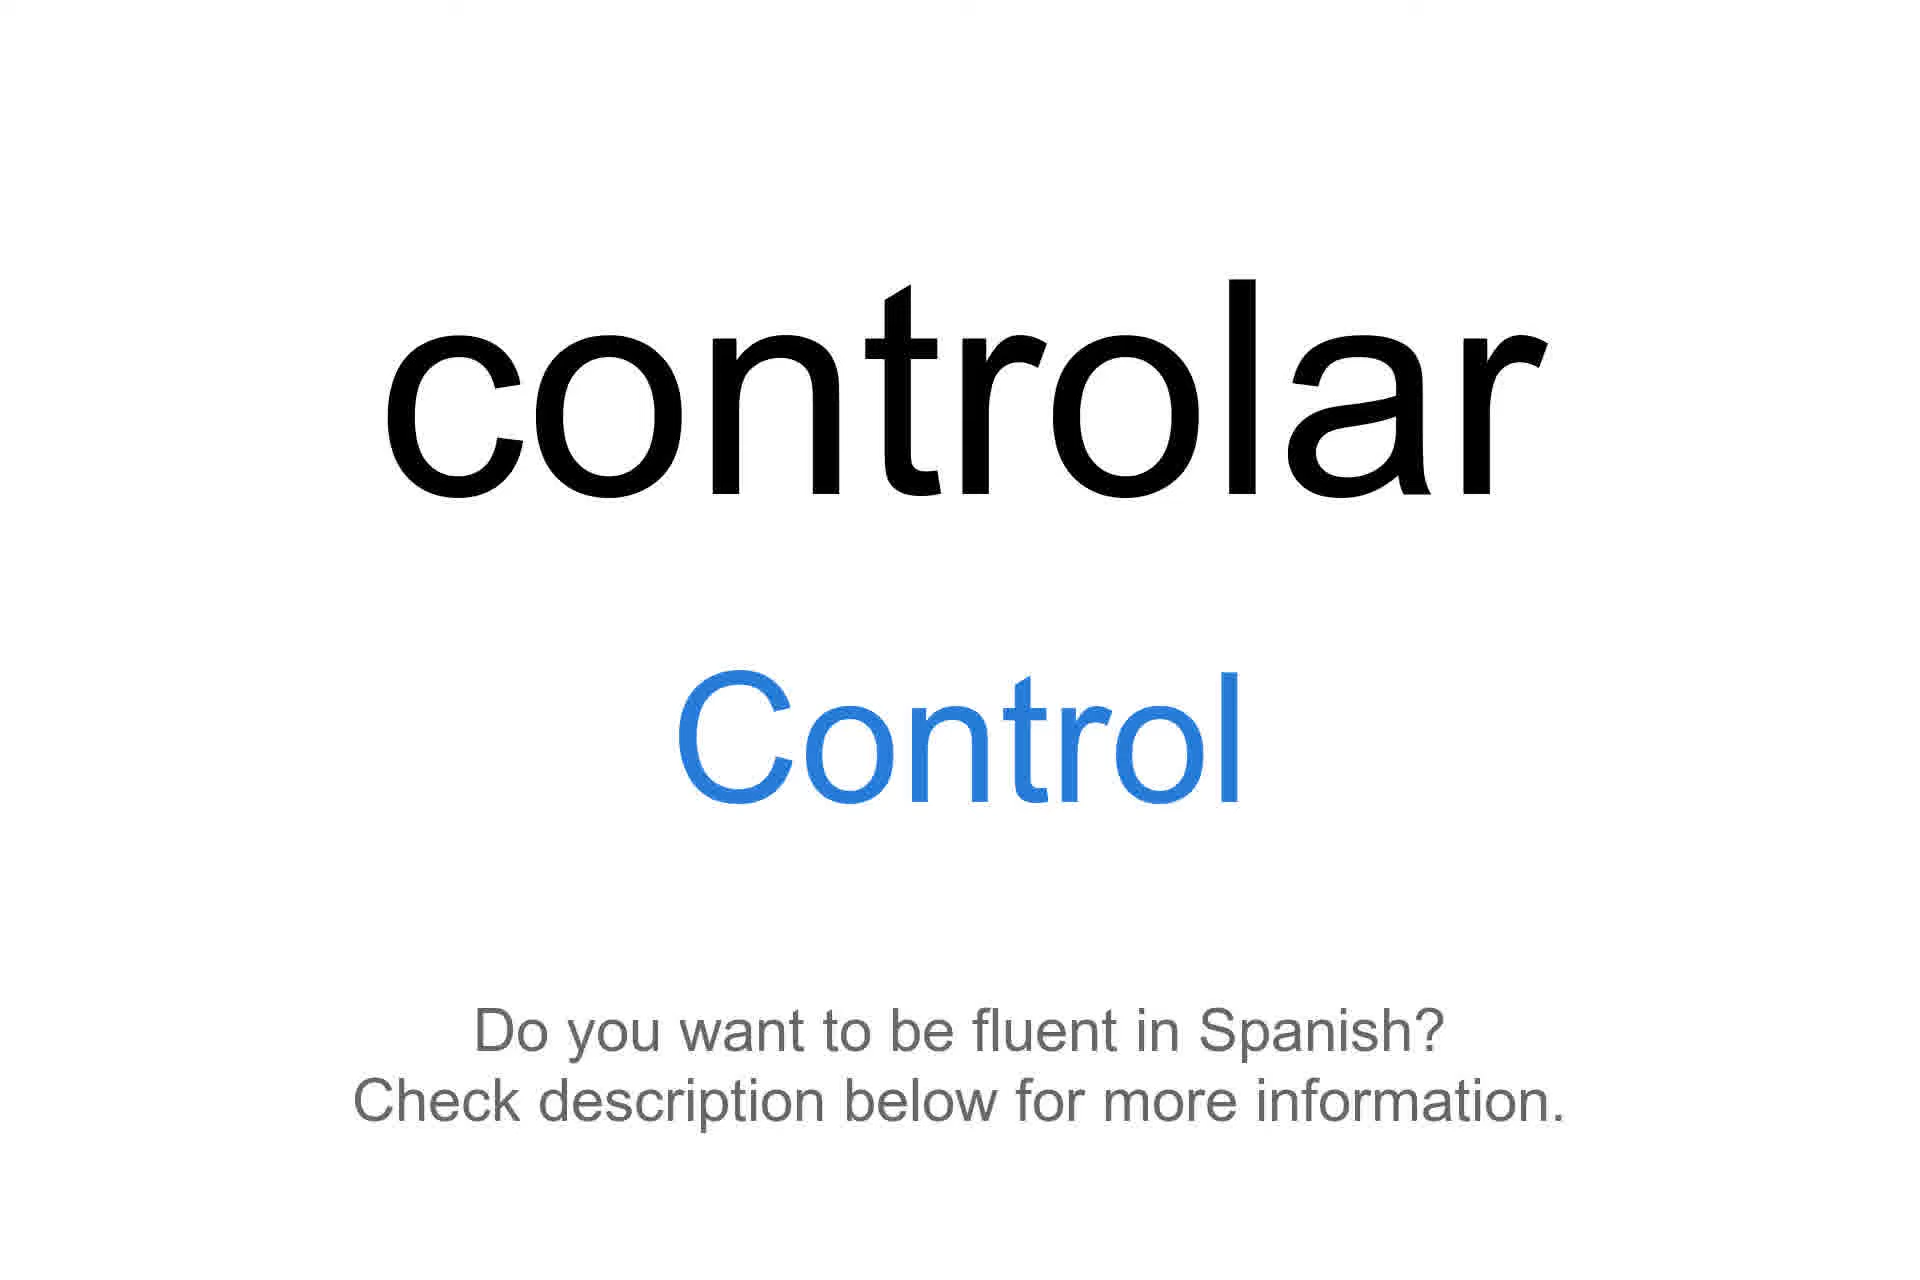 controlar
Control
Do you want to be fluent in Spanish?
Check description below for more information.